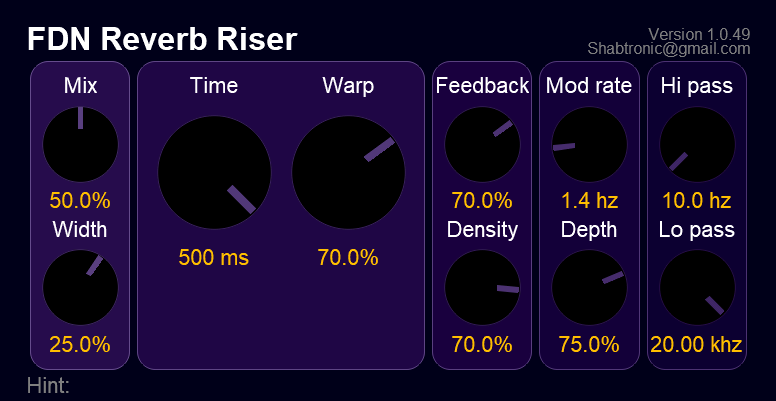 FDN Reverb Riser
Version 1.0.49
Shabtronic@gmail.com
Mix
50.0%
Width
25.0%
Time
500 ms
Warp
70.0%
Feedback
70.0%
Density
70.0%
Mod rate
1.4 hz
Depth
75.0%
Hi pass
10.0 hz
Lo pass
20.00 khz
Hint: